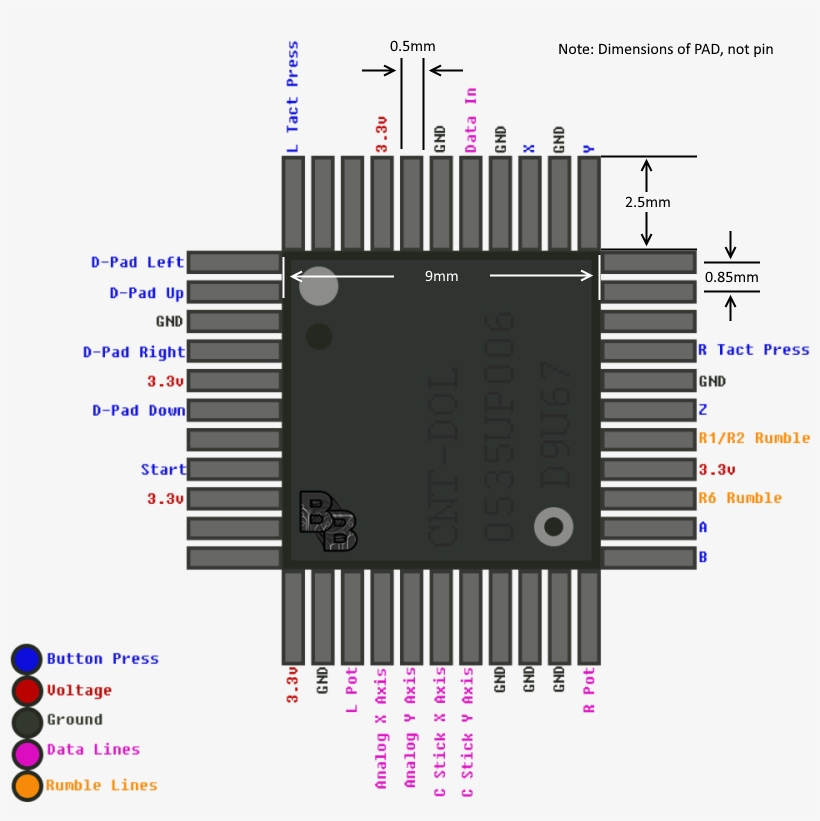 Note: Dimensions of PAD, not pin
0.5mm
L Tact Press
3.3v
GND
Data In
GND
X
GND
Y
2.5mm
0.85mm
9mm
D-Pad Left
D-Pad Up
GND
D-Pad Right
3.3v
D-Pad Down
Start
3.3v
R Tact Press
GND
Z
R1/R2 Rumble
3.3v
R6 Rumble
A
B
CNT-DOL
0535UP006
D9U67
BB
3.3v
GND
L Pot
Analog X Axis
Analog Y Axis
C Stick X Axis
C Stick Y Axis
GND
GND
GND
R Pot
Button Press
Voltage
Ground
Data Lines
Rumble Lines